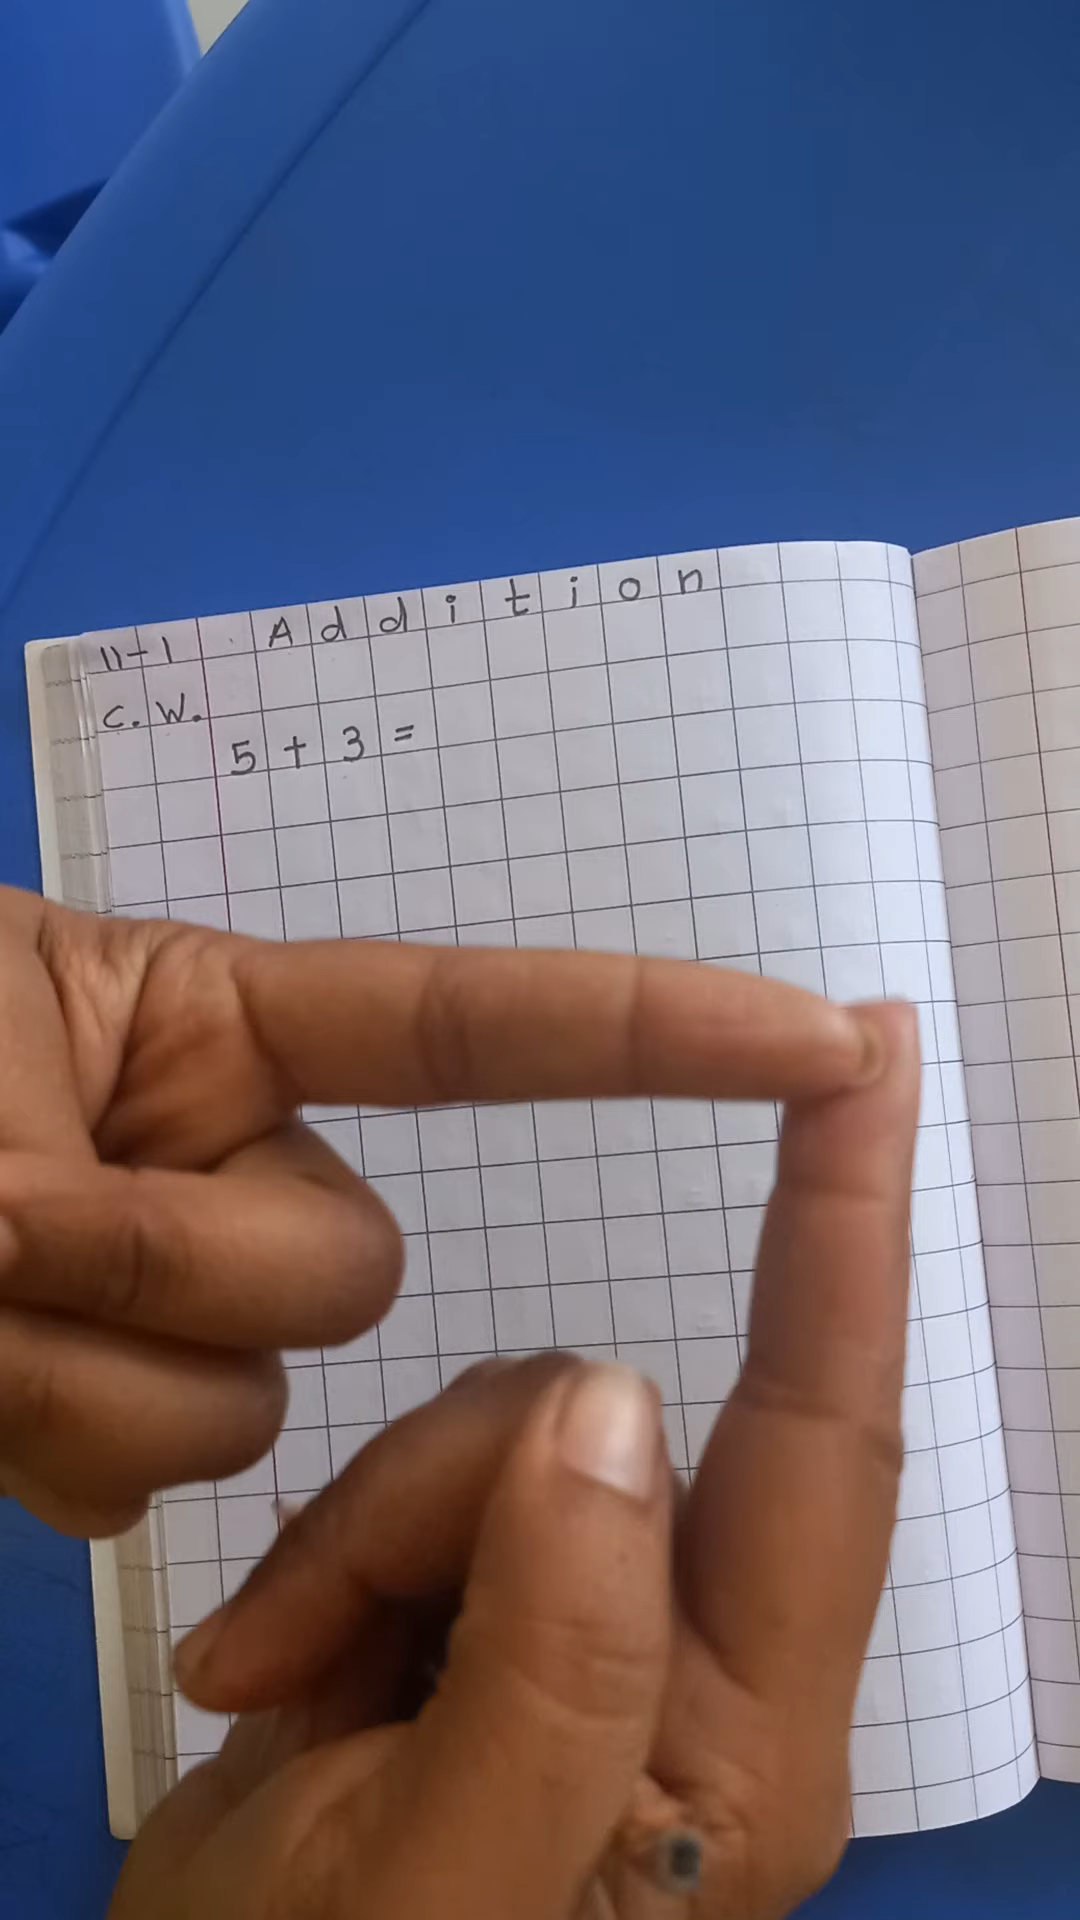 11-1 Addition
C.W.
5 + 3 =